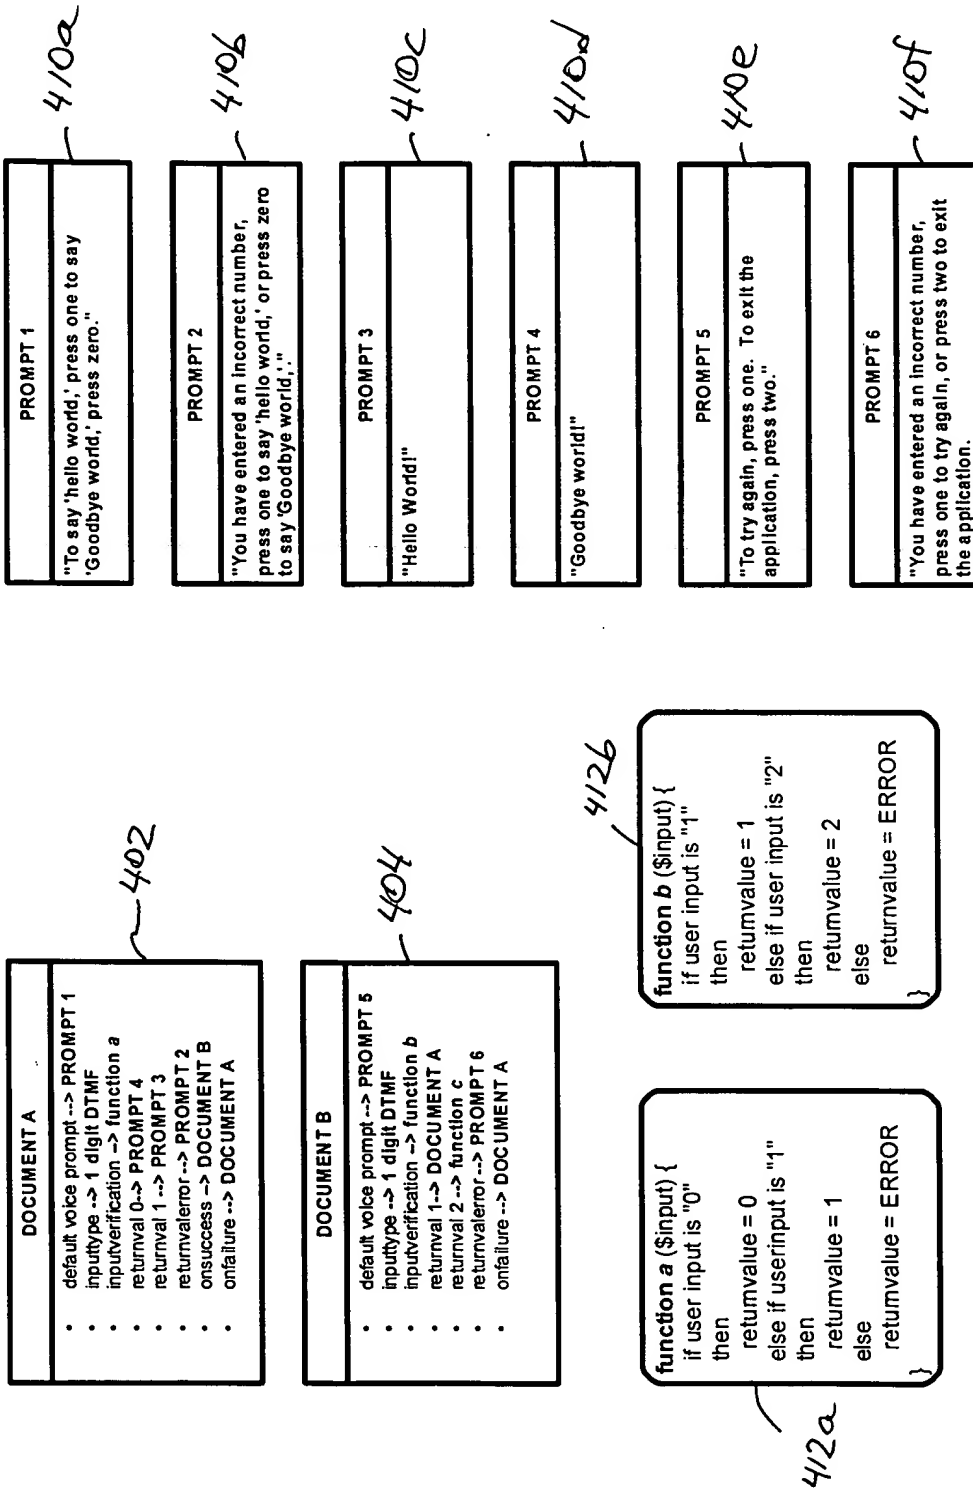 DOCUMENT A
• default voice prompt --> PROMPT 1
• inputtype --> 1 digit DTMF
• inputverification --> function a
• returnval 0--> PROMPT 4
• returnval 1 --> PROMPT 3
• returnvalerror --> PROMPT 2
• onsuccess --> DOCUMENT B
• onfailure --> DOCUMENT A
402
DOCUMENT B
• default voice prompt --> PROMPT 5
• inputtype --> 1 digit DTMF
• inputverification --> function b
• returnval 1--> DOCUMENT A
• returnval 2 --> function c
• returnvalerror --> PROMPT 6
• onfailure --> DOCUMENT A
404
function a ($input) {
if user input is "0"
then
returnvalue = 0
else if userinput is "1"
then
returnvalue = 1
else
returnvalue = ERROR
}
412a
function b ($input) {
if user input is "1"
then
returnvalue = 1
else if user input is "2"
then
returnvalue = 2
else
returnvalue = ERROR
}
412b
PROMPT 1
"To say 'hello world,' press one to say
'Goodbye world,' press zero."
410a
PROMPT 2
"You have entered an incorrect number,
press one to say 'hello world,' or press zero
to say 'Goodbye world,'."
410b
PROMPT 3
"Hello World!"
410c
PROMPT 4
"Goodbye world!"
410d
PROMPT 5
"To try again, press one. To exit the
application, press two."
410e
PROMPT 6
"You have entered an incorrect number,
press one to try again, or press two to exit
the application.
410f